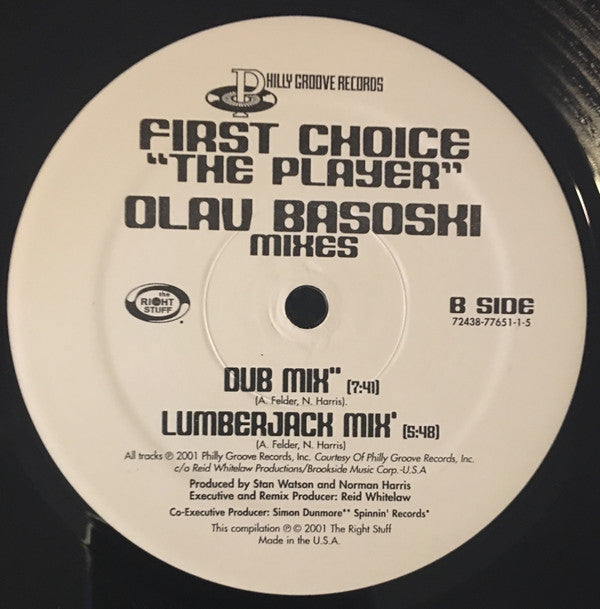 PHILLY GROOVE RECORDS
FIRST CHOICE
"THE PLAYER"
OLAV BASOSKI
MIXES
the
RIGHT
STUFF
B SIDE
72438-77651-1-5
DUB MIX" (7:41)
(A. Felder, N. Harris).
LUMBERJACK MIX' (5:48)
(A. Felder, N. Harris)
All tracks ℗ 2001 Philly Groove Records, Inc. Courtesy Of Philly Groove Records, Inc.
c/o Reid Whitelaw Productions/Brookside Music Corp.-U.S.A
Produced by Stan Watson and Norman Harris
Executive and Remix Producer: Reid Whitelaw
Co-Executive Producer: Simon Dunmore** Spinnin' Records*
This compilation ℗ © 2001 The Right Stuff
Made in the U.S.A.